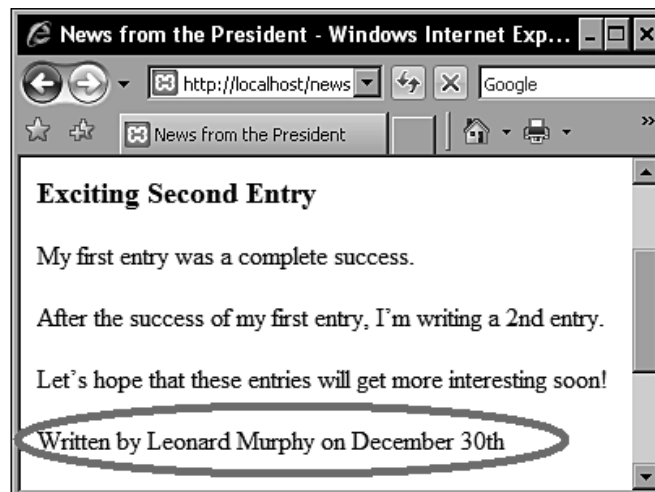 News from the President - Windows Internet Exp...
http://localhost/news
Google
News from the President
»
Exciting Second Entry
My first entry was a complete success.
After the success of my first entry, I’m writing a 2nd entry.
Let’s hope that these entries will get more interesting soon!
Written by Leonard Murphy on December 30th